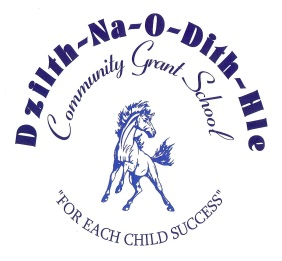 Dzilth-Na-O-Dith-Hle
Community Grant School
"FOR EACH CHILD SUCCESS"